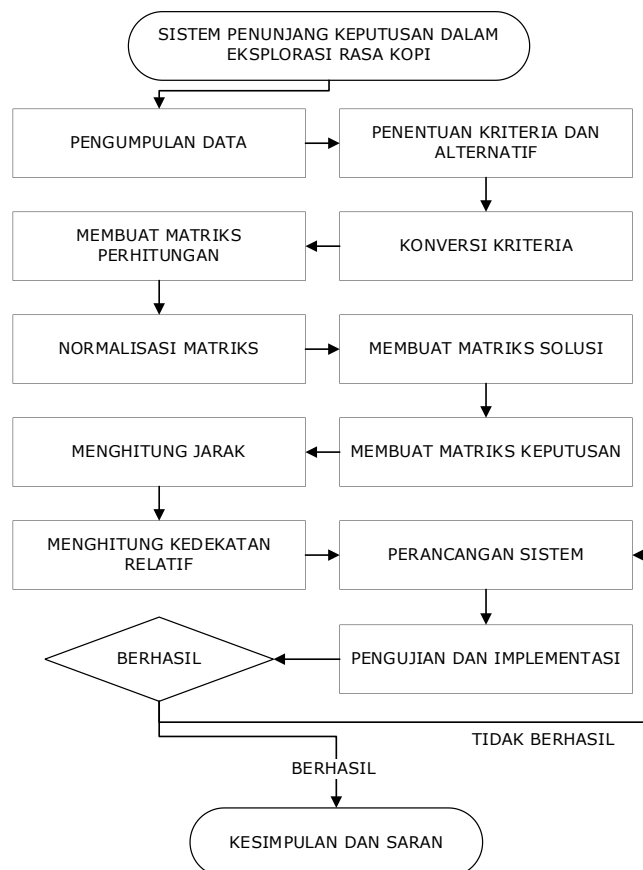 SISTEM PENUNJANG KEPUTUSAN DALAM
EKSPLORASI RASA KOPI
PENGUMPULAN DATA
PENENTUAN KRITERIA DAN
ALTERNATIF
KONVERSI KRITERIA
MEMBUAT MATRIKS
PERHITUNGAN
NORMALISASI MATRIKS
MEMBUAT MATRIKS SOLUSI
MEMBUAT MATRIKS KEPUTUSAN
MENGHITUNG JARAK
MENGHITUNG KEDEKATAN
RELATIF
PERANCANGAN SISTEM
PENGUJIAN DAN IMPLEMENTASI
BERHASIL
TIDAK BERHASIL
BERHASIL
KESIMPULAN DAN SARAN